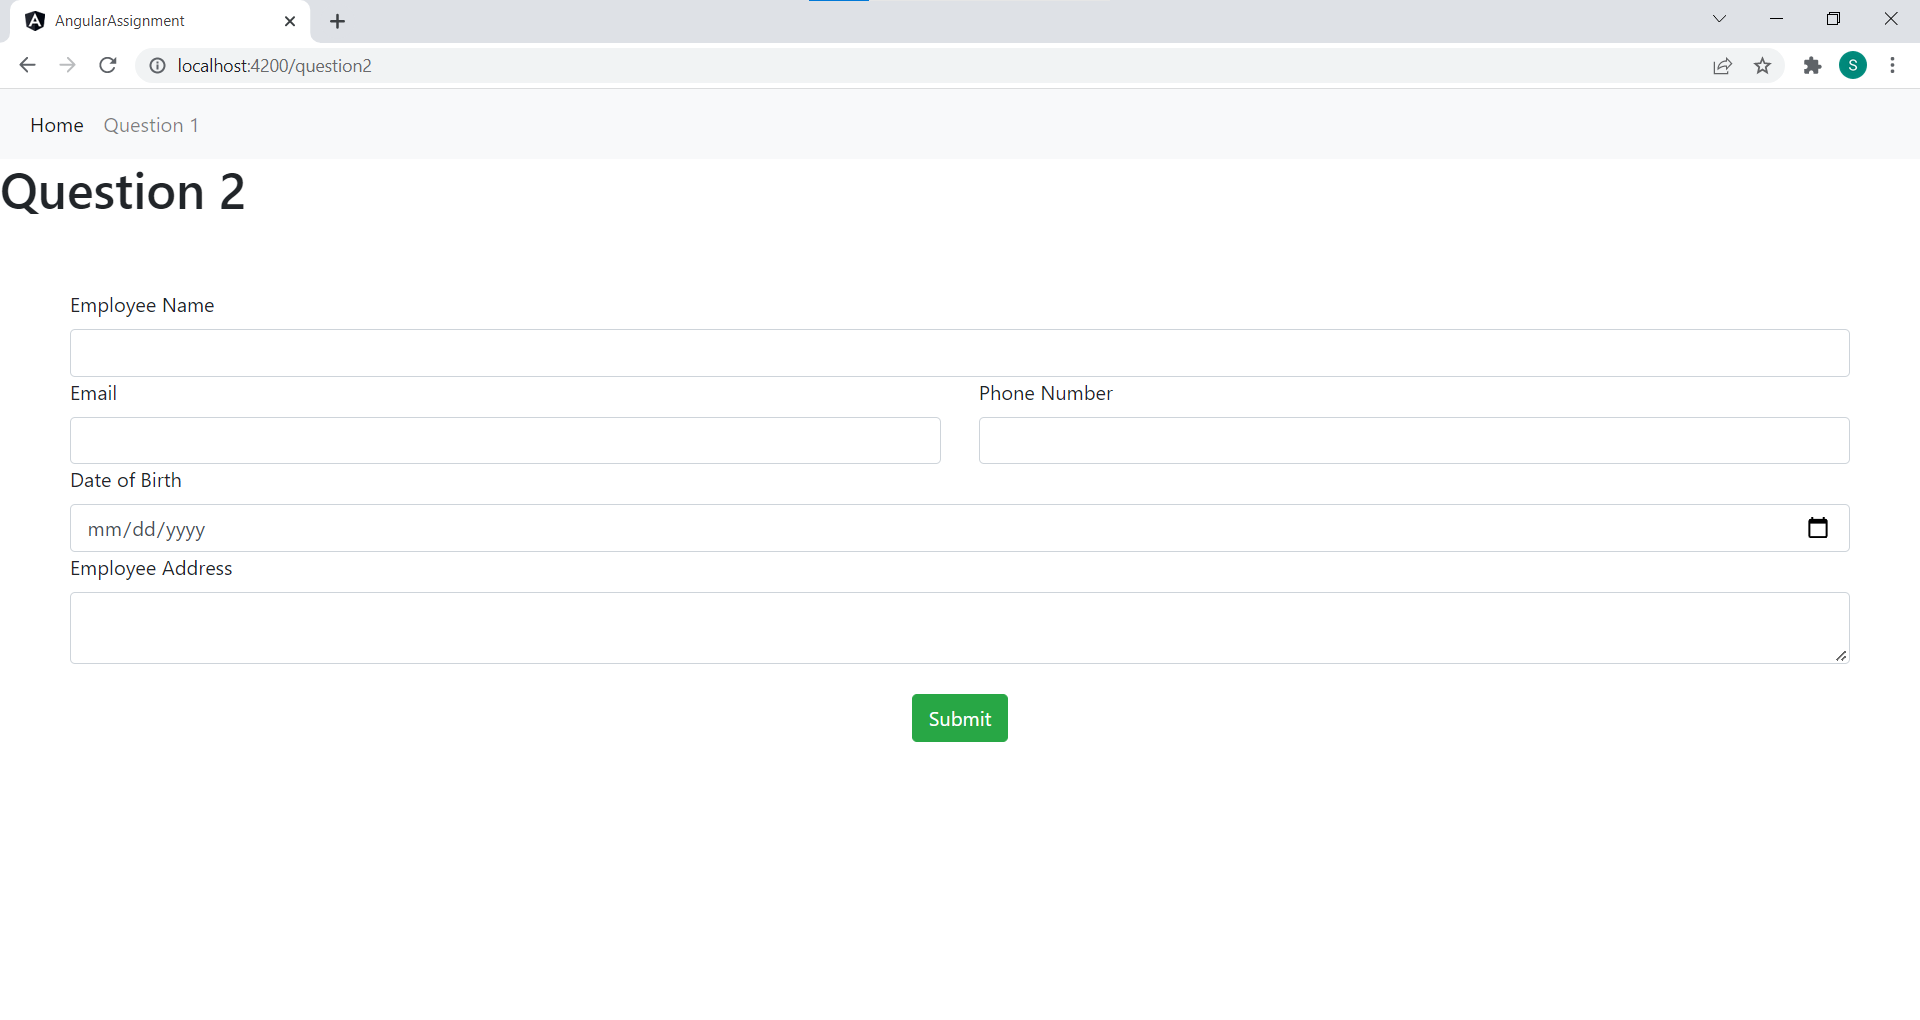 AngularAssignment
localhost:4200/question2
S
Home Question 1
Question 2
Employee Name
Email Phone Number
Date of Birth
mm/dd/yyyy
Employee Address
Submit